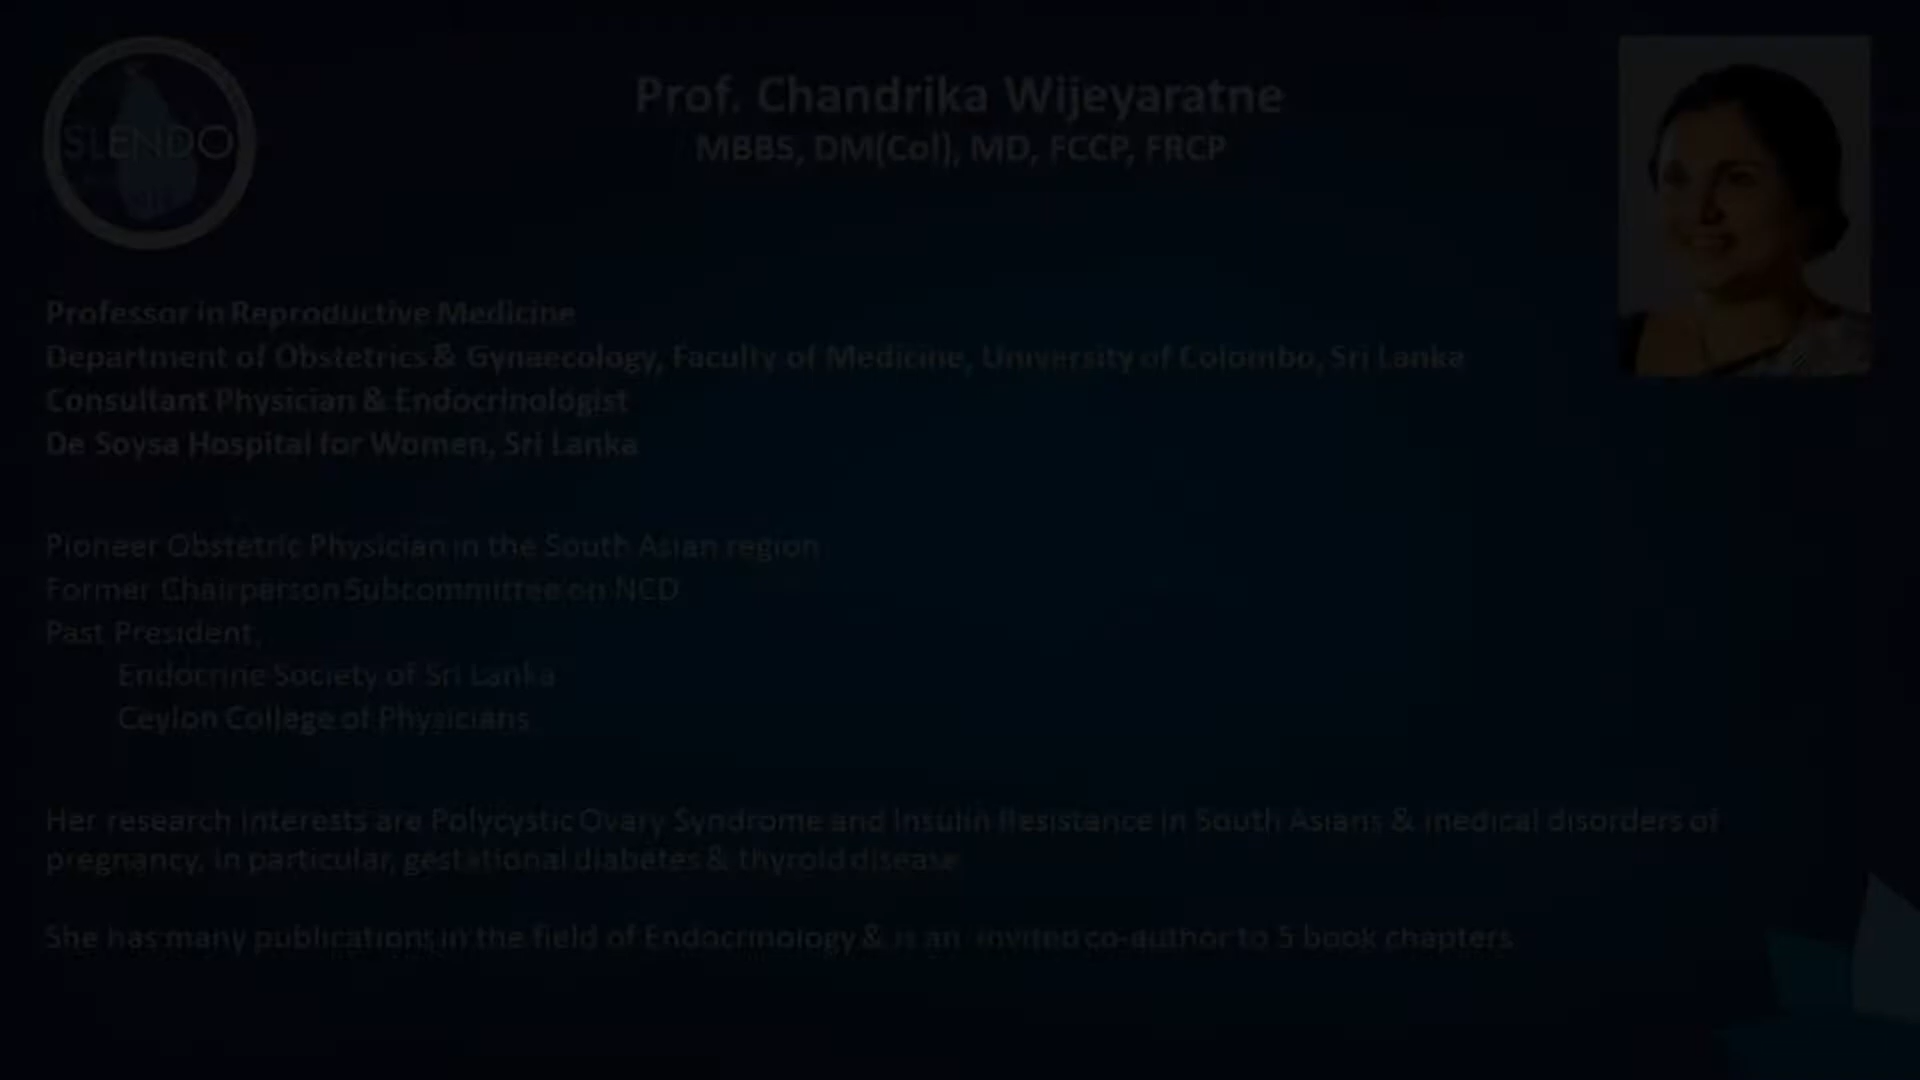 SLENDO
Prof. Chandrika Wijeyaratne
MBBS, DM(Col), MD, FCCP, FRCP
Professor in Reproductive Medicine
Department of Obstetrics & Gynaecology, Faculty of Medicine, University of Colombo, Sri Lanka
Consultant Physician & Endocrinologist
De Soysa Hospital for Women, Sri Lanka
Pioneer Obstetric Physician in the South Asian region
Former Chairperson Subcommittee on NCD
Past President,
Endocrine Society of Sri Lanka
Ceylon College of Physicians
Her research interests are Polycystic Ovary Syndrome and Insulin Resistance in South Asians & medical disorders of
pregnancy, in particular, gestational diabetes & thyroid disease
She has many publications in the field of Endocrinology & is an invited co-author to 5 book chapters